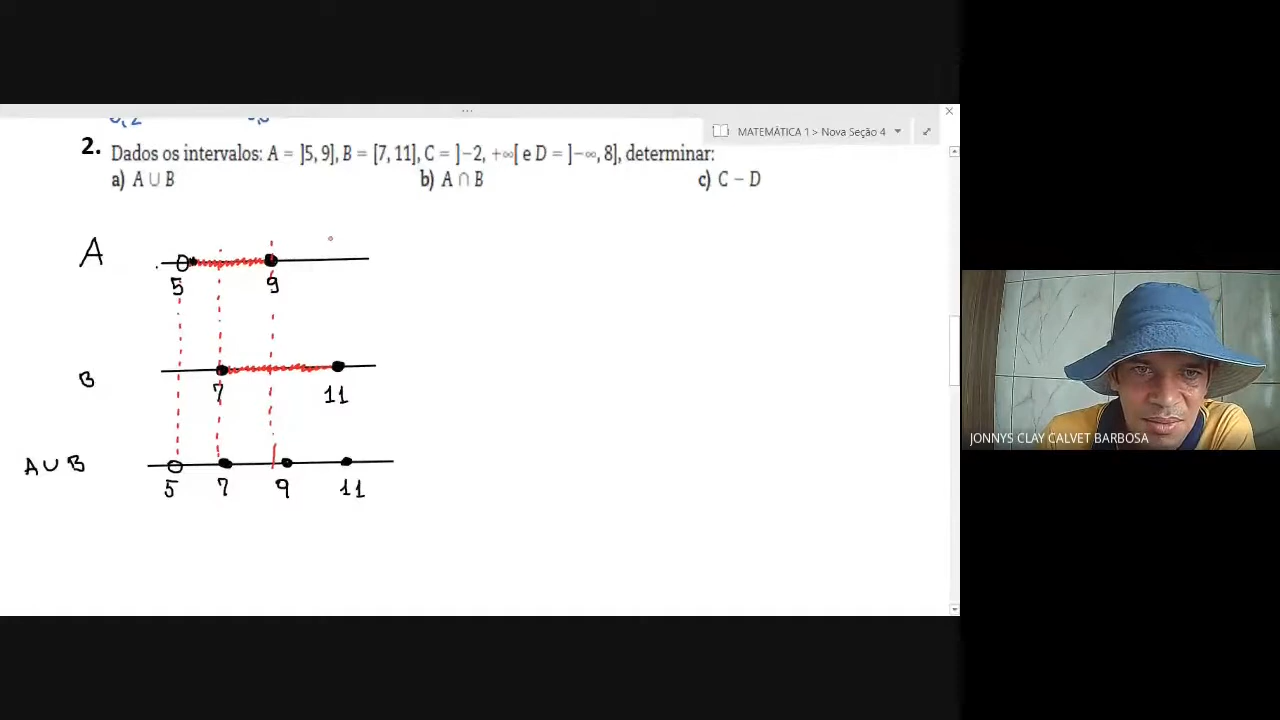 MATEMÁTICA 1 > Nova Seção 4
2. Dados os intervalos: A = ]5, 9], B = [7, 11], C = ]−2, +∞[ e D = ]−∞, 8], determinar:
a) A ∪ B b) A ∩ B c) C − D
A
5 9
B
7 11
A ∪ B
5 7 9 11
JONNYS CLAY CALVET BARBOSA